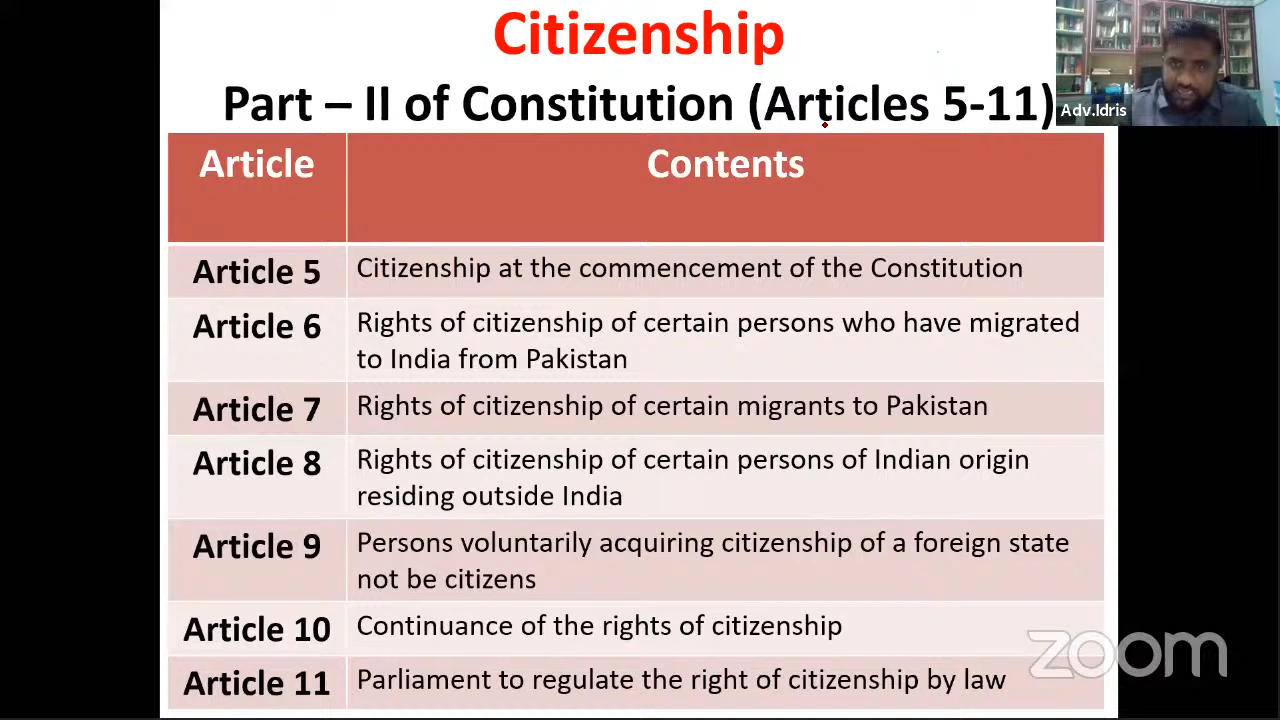 Citizenship
Part – II of Constitution (Articles 5-11)
Adv.Idris
Article Contents
Article 5 Citizenship at the commencement of the Constitution
Article 6 Rights of citizenship of certain persons who have migrated
to India from Pakistan
Article 7 Rights of citizenship of certain migrants to Pakistan
Article 8 Rights of citizenship of certain persons of Indian origin
residing outside India
Article 9 Persons voluntarily acquiring citizenship of a foreign state
not be citizens
Article 10 Continuance of the rights of citizenship
Article 11 Parliament to regulate the right of citizenship by law
zoom